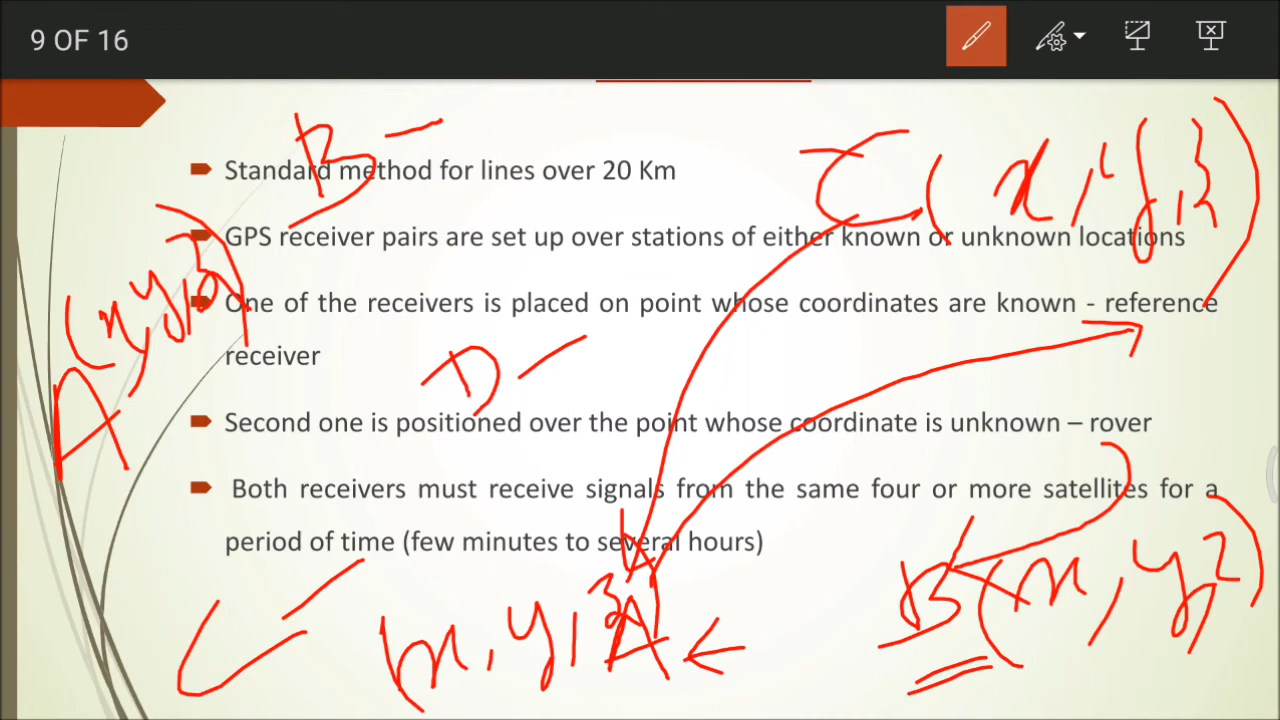 9 OF 16
B –
C (x, y, z)
Standard method for lines over 20 Km
GPS receiver pairs are set up over stations of either known or unknown locations
(x, y, z)
One of the receivers is placed on point whose coordinates are known - reference
receiver
D –
A
Second one is positioned over the point whose coordinate is unknown – rover
Both receivers must receive signals from the same four or more satellites for a
period of time (few minutes to several hours)
C –
(x, y, z)
A
B (x, y, z)